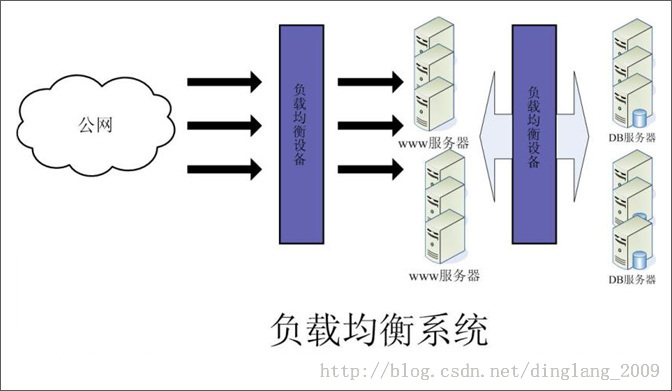 公网
负载均衡设备
www服务器
www服务器
负载均衡设备
DB服务器
DB服务器
负载均衡系统
http://blog.csdn.net/dinglang_2009